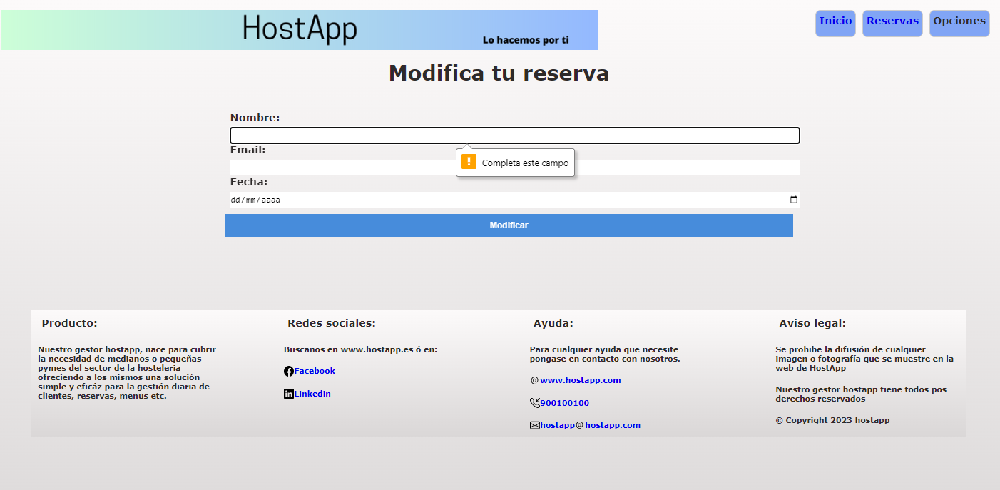 HostApp
Lo hacemos por ti
Inicio
Reservas
Opciones
Modifica tu reserva
Nombre:
Completa este campo
Email:
Fecha:
dd/mm/aaaa
Modificar
Producto:
Nuestro gestor hostapp, nace para cubrir
la necesidad de medianos o pequeñas
pymes del sector de la hosteleria
ofreciendo a los mismos una solución
simple y eficáz para la gestión diaria de
clientes, reservas, menus etc.
Redes sociales:
Buscanos en www.hostapp.es ó en:
Facebook
Linkedin
Ayuda:
Para cualquier ayuda que necesite
pongase en contacto con nosotros.
@www.hostapp.com
900100100
hostapp@hostapp.com
Aviso legal:
Se prohibe la difusión de cualquier
imagen o fotografía que se muestre en la
web de HostApp
Nuestro gestor hostapp tiene todos pos
derechos reservados
© Copyright 2023 hostapp